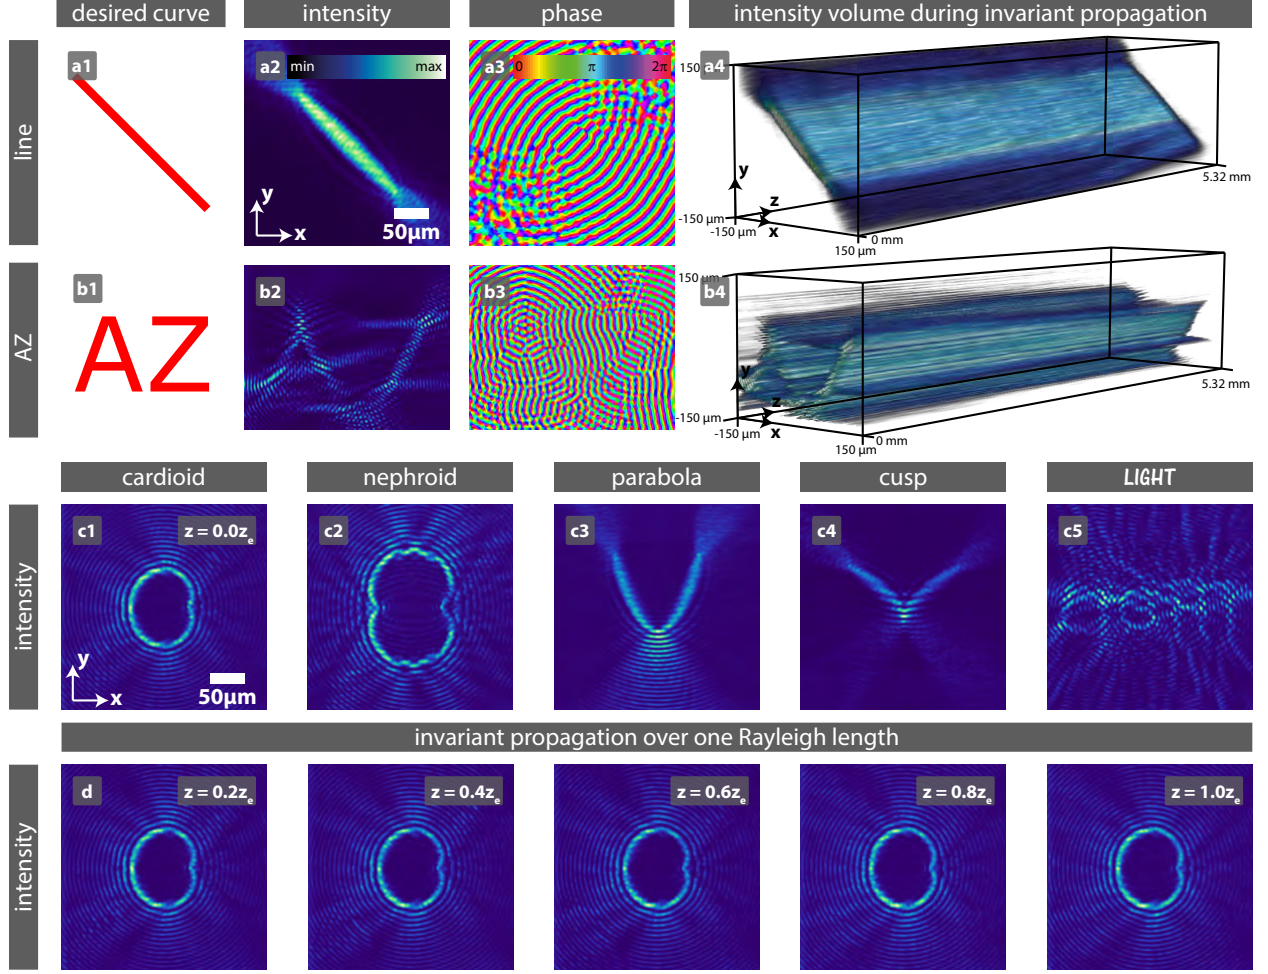 desired curve
intensity
phase
intensity volume during invariant propagation
line
a1
a2
min
max
y
x
50µm
a3
0
π
2π
a4
150
y
z
x
-150 µm
-150 µm
150 µm
0 mm
5.32 mm
AZ
b1
AZ
b2
b3
b4
150 µm
y
z
x
-150 µm
-150 µm
150 µm
0 mm
5.32 mm
cardioid
nephroid
parabola
cusp
LIGHT
intensity
c1
z = 0.0zₑ
y
x
50µm
c2
c3
c4
c5
invariant propagation over one Rayleigh length
intensity
d
z = 0.2zₑ
z = 0.4zₑ
z = 0.6zₑ
z = 0.8zₑ
z = 1.0zₑ